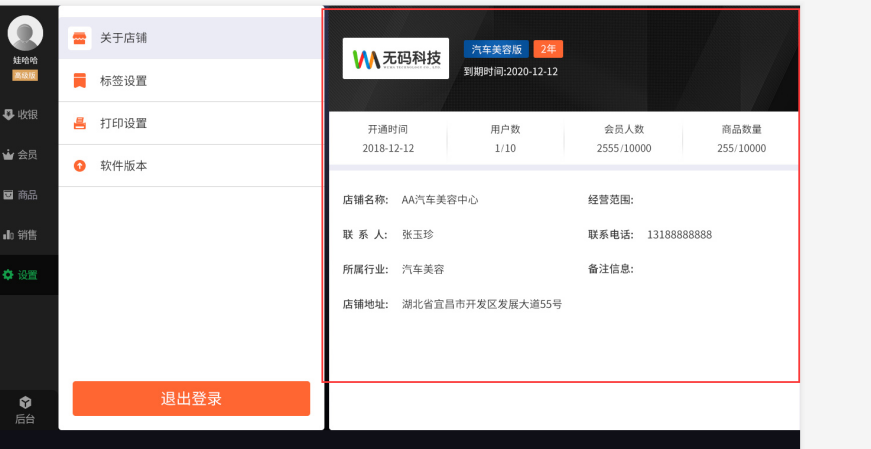 娃哈哈
高级版
收银
会员
商品
销售
设置
后台
关于店铺
标签设置
打印设置
软件版本
退出登录
无码科技
汽车美容版 2年
到期时间:2020-12-12
开通时间 用户数 会员人数 商品数量
2018-12-12 1/10 2555/10000 255/10000
店铺名称: AA汽车美容中心 经营范围:
联 系 人: 张玉珍 联系电话: 13188888888
所属行业: 汽车美容 备注信息:
店铺地址: 湖北省宜昌市开发区发展大道55号